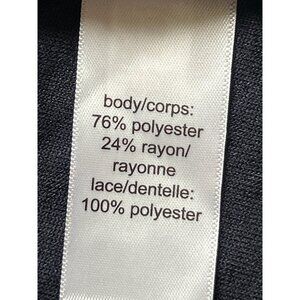 body/corps:
76% polyester
24% rayon/
rayonne
lace/dentelle:
100% polyester